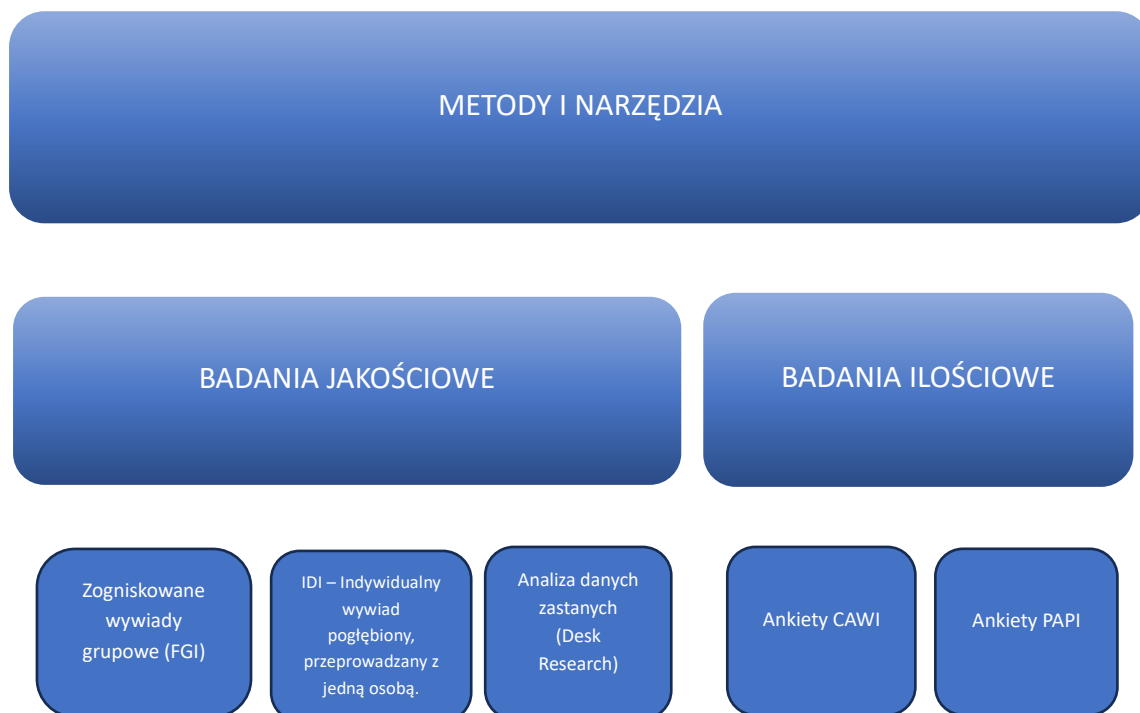 METODY I NARZĘDZIA
BADANIA JAKOŚCIOWE
BADANIA ILOŚCIOWE
Zogniskowane
wywiady
grupowe (FGI)
IDI – Indywidualny
wywiad
pogłębiony,
przeprowadzany z
jedną osobą.
Analiza danych
zastanych
(Desk
Research)
Ankiety CAWI
Ankiety PAPI